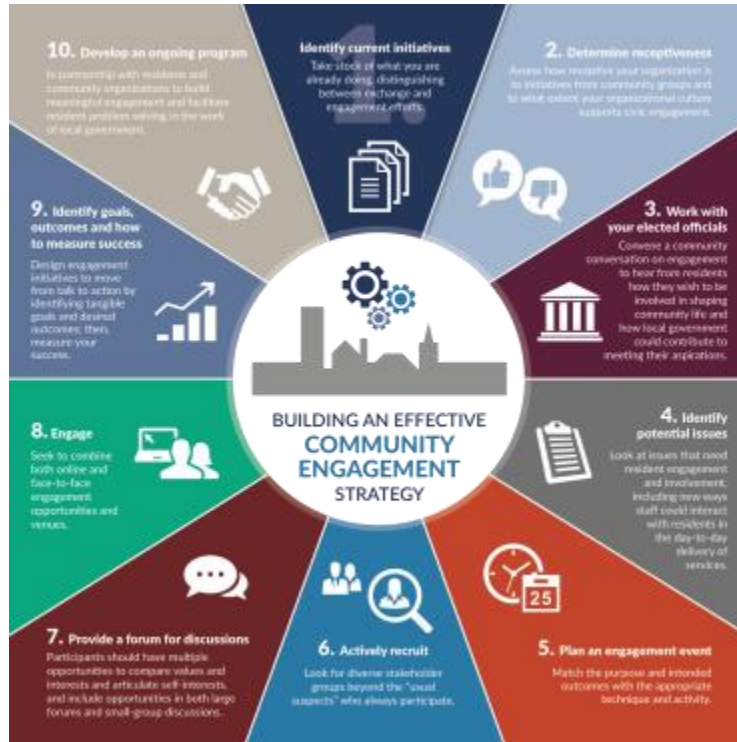 BUILDING AN EFFECTIVE
COMMUNITY
ENGAGEMENT
STRATEGY
1.
Identify current initiatives
Take stock of what you are
already doing, distinguishing
between exchange and
engagement efforts.
2. Determine receptiveness
Assess how receptive your organization is
to initiatives from community groups and
to what extent your organizational culture
supports civic engagement.
3. Work with
your elected officials
Convene a community
conversation on engagement
to hear from residents
how they wish to be
involved in shaping
community life and
how local government
could contribute to
meeting their aspirations.
4. Identify
potential issues
Look at issues that need
resident engagement
and involvement,
including new ways
staff could interact
with residents in
the day-to-day
delivery of
services.
25
5. Plan an engagement event
Match the purpose and intended
outcomes with the appropriate
technique and activity.
6. Actively recruit
Look for diverse stakeholder
groups beyond the "usual
suspects" who always participate.
7. Provide a forum for discussions
Participants should have multiple
opportunities to compare values and
interests and articulate self-interests,
and include opportunities in both large
forums and small-group discussions.
8. Engage
Seek to combine
both online and
face-to-face
engagement
opportunities and
venues.
9. Identify goals,
outcomes and how
to measure success
Design engagement
initiatives to move
from talk to action by
identifying tangible
goals and desired
outcomes; then,
measure your
success.
10. Develop an ongoing program
In partnership with residents and
community organizations to build
meaningful engagement and facilitate
resident problem solving in the work
of local government.